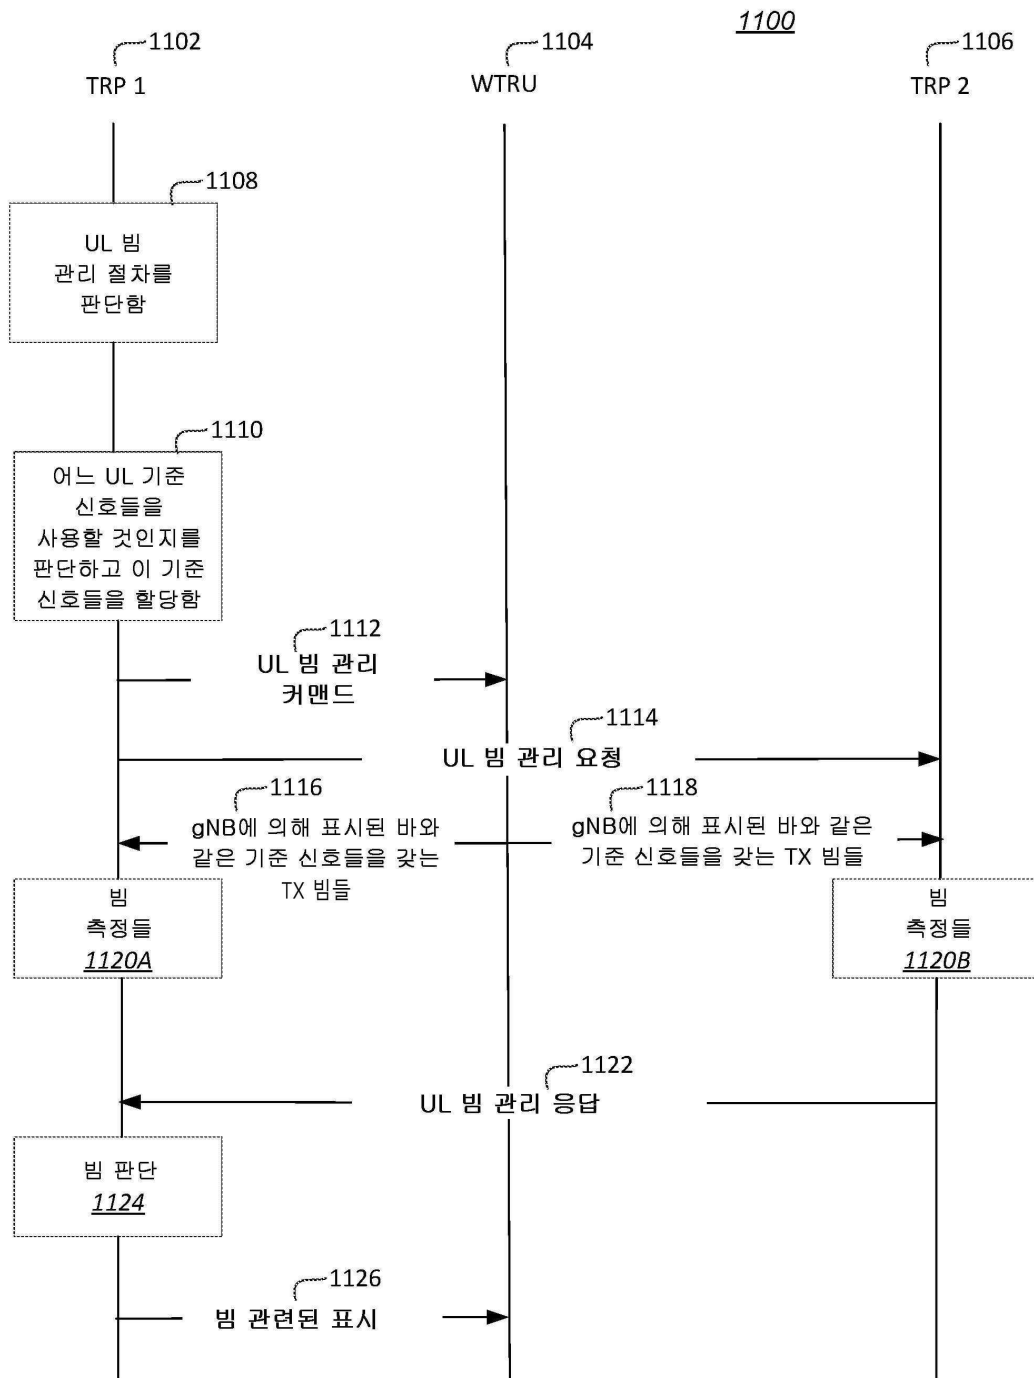 1100
1102
1104
1106
TRP 1
WTRU
TRP 2
1108
UL 빔
관리 절차를
판단함
1110
어느 UL 기준
신호들을
사용할 것인지를
판단하고 이 기준
신호들을 할당함
1112
UL 빔 관리
커맨드
1114
UL 빔 관리 요청
1116
gNB에 의해 표시된 바와
같은 기준 신호들을 갖는
TX 빔들
1118
gNB에 의해 표시된 바와 같은
기준 신호들을 갖는 TX 빔들
빔
측정들
1120A
빔
측정들
1120B
1122
UL 빔 관리 응답
빔 판단
1124
1126
빔 관련된 표시